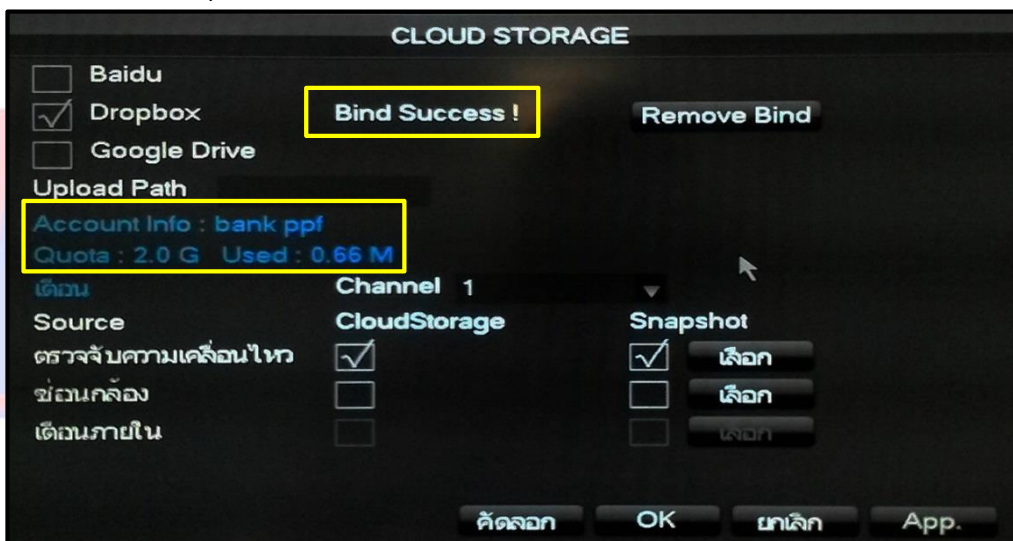 CLOUD STORAGE
Baidu
Dropbox Bind Success ! Remove Bind
Google Drive
Upload Path
Account Info : bank ppf
Quota : 2.0 G Used : 0.66 M
เตือน Channel 1
Source CloudStorage Snapshot
ตรวจจับความเคลื่อนไหว เลือก
ซ่อนกล้อง เลือก
เตือนภายใน เลือก
คัดลอก OK ยกเลิก App.